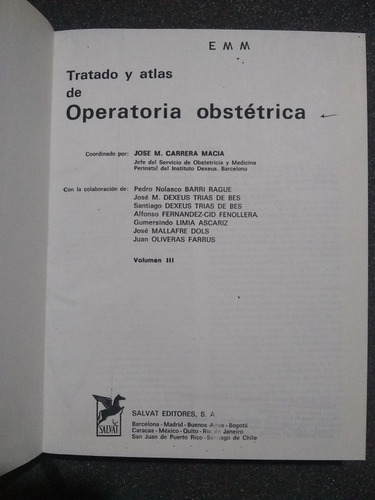 E M M
Tratado y atlas
de
Operatoria obstétrica
Coordinado por: JOSE M. CARRERA MACIA
Jefe del Servicio de Obstetricia y Medicina
Perinatal del Instituto Dexeus. Barcelona
Con la colaboración de: Pedro Nolasco BARRI RAGUE
José M. DEXEUS TRIAS DE BES
Santiago DEXEUS TRIAS DE BES
Alfonso FERNANDEZ-CID FENOLLERA
Gumersindo LIMIA ASCARIZ
José MALLAFRE DOLS
Juan OLIVERAS FARRUS
Volumen III
SALVAT
SALVAT EDITORES, S. A
Barcelona - Madrid - Buenos Aires - Bogotá
Caracas - México - Quito - Rio de Janeiro
San Juan de Puerto Rico - Santiago de Chile